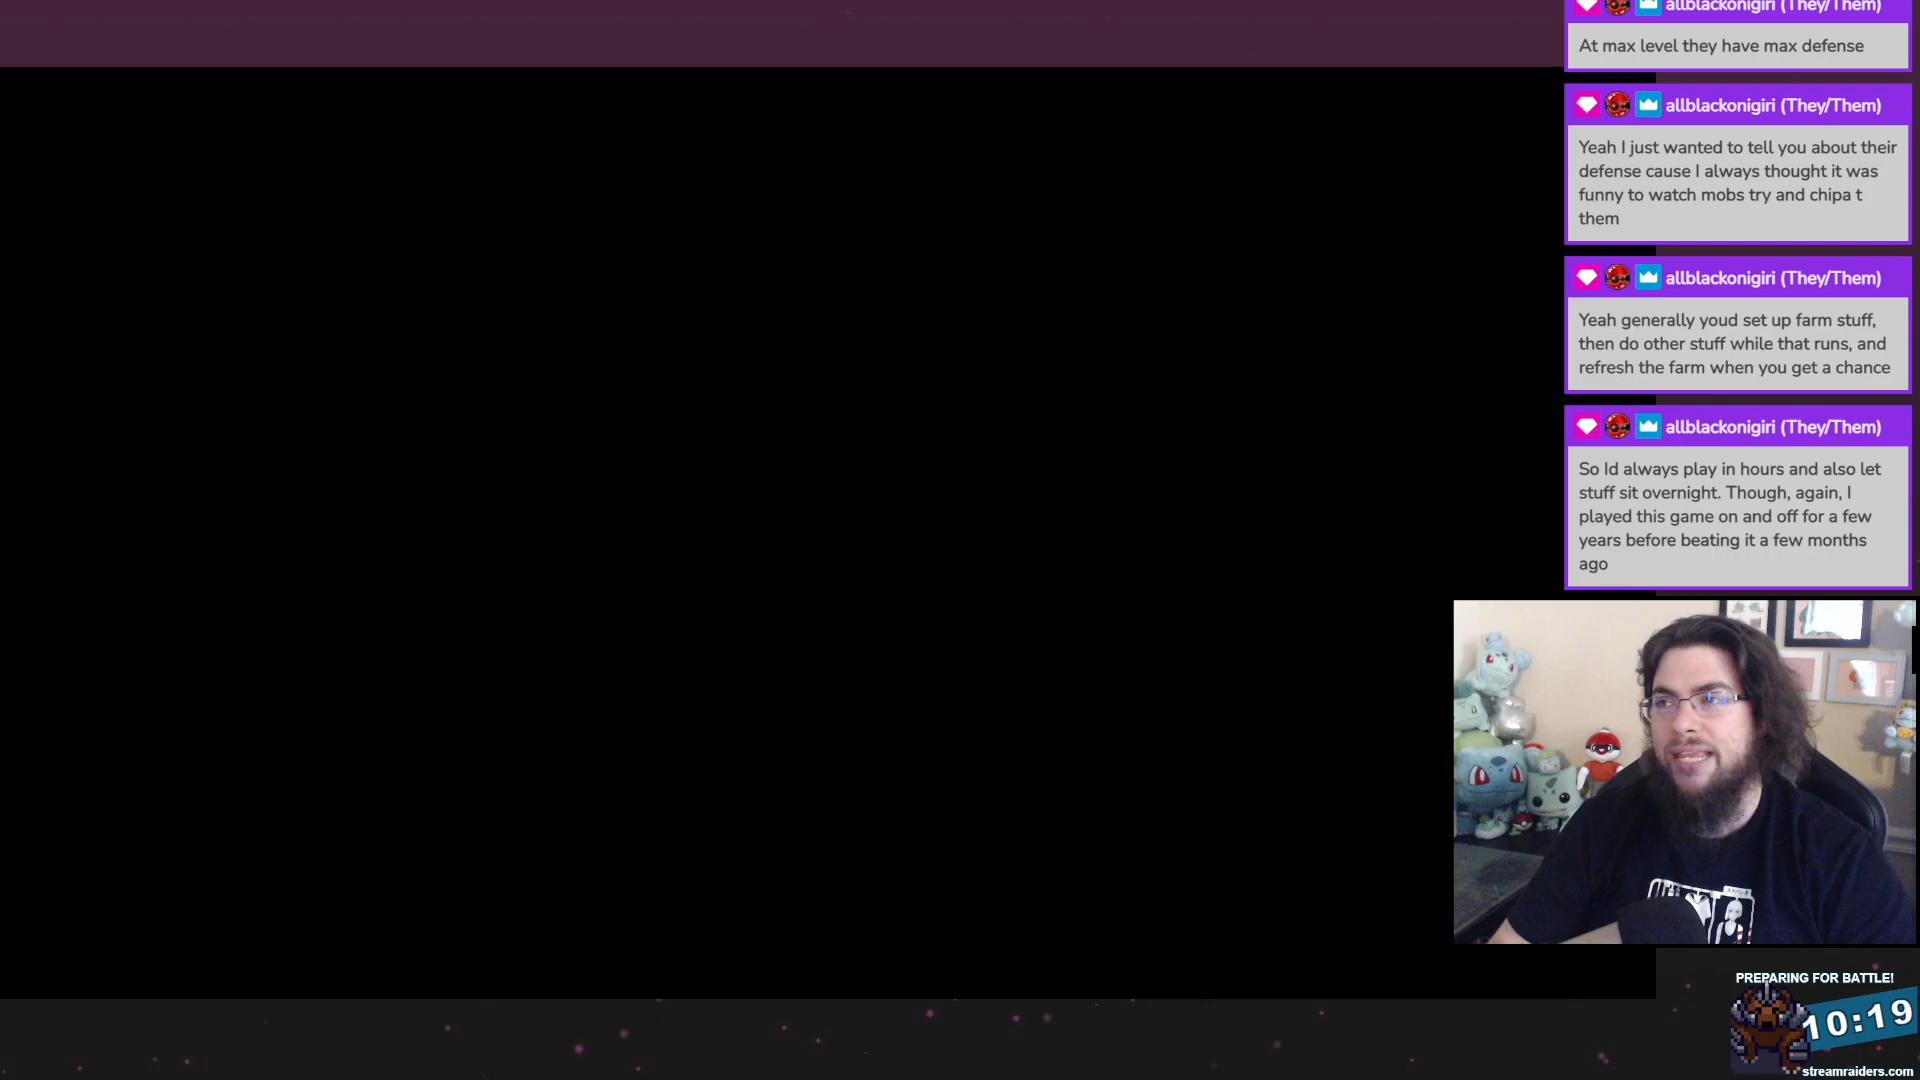 allblackonigiri (They/Them)
At max level they have max defense
allblackonigiri (They/Them)
Yeah I just wanted to tell you about their
defense cause I always thought it was
funny to watch mobs try and chipa t
them
allblackonigiri (They/Them)
Yeah generally youd set up farm stuff,
then do other stuff while that runs, and
refresh the farm when you get a chance
allblackonigiri (They/Them)
So Id always play in hours and also let
stuff sit overnight. Though, again, I
played this game on and off for a few
years before beating it a few months
ago
PREPARING FOR BATTLE!
10:19
streamraiders.com